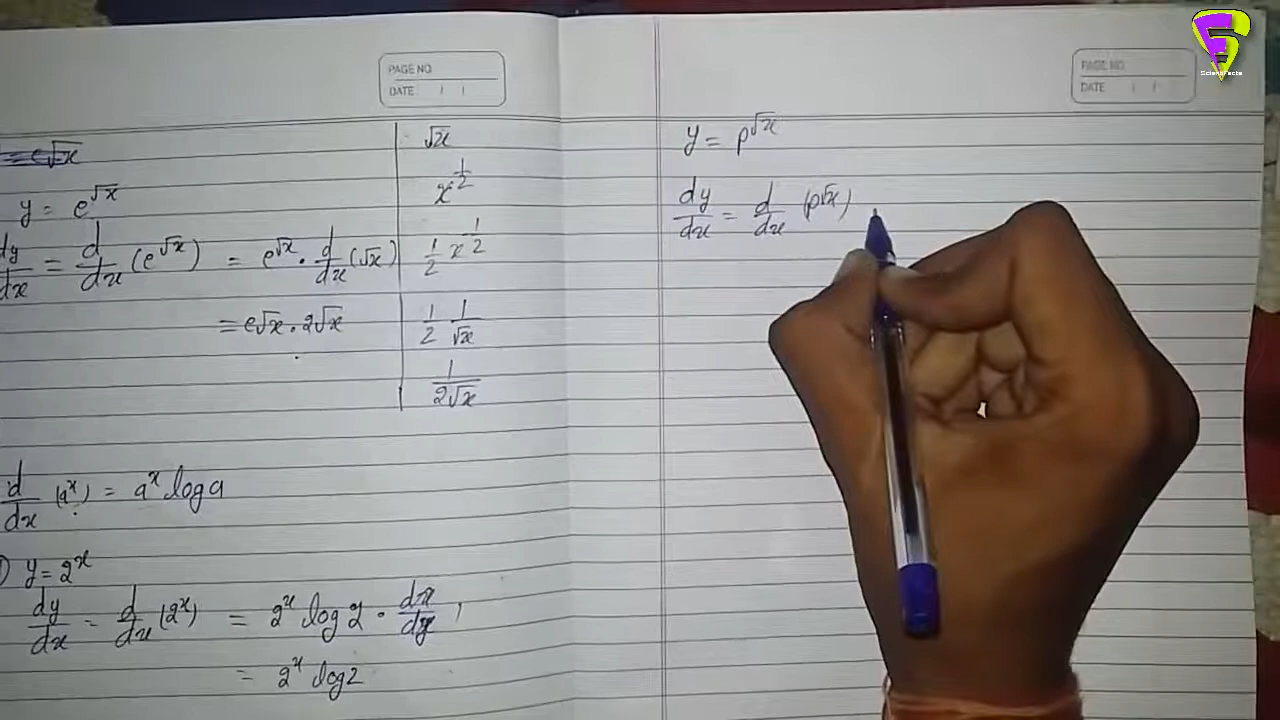 PAGE NO.
DATE / /
= e√x
y = e^√x
dy/dx = d/dx (e^√x) = e^√x · d/dx (√x)
= e√x · 2√x
√x
x^1/2
1/2 x^1/2
1/2 1/√x
1/2√x
d/dx (a^x) = a^x log a
) y = 2^x
dy/dx = d/dx (2^x) = 2^x log 2 · dx/dy
= 2^x log 2
PAGE NO.
DATE / /
y = p^√x
dy/dx = d/dx (p√x)
S
ScientFacts